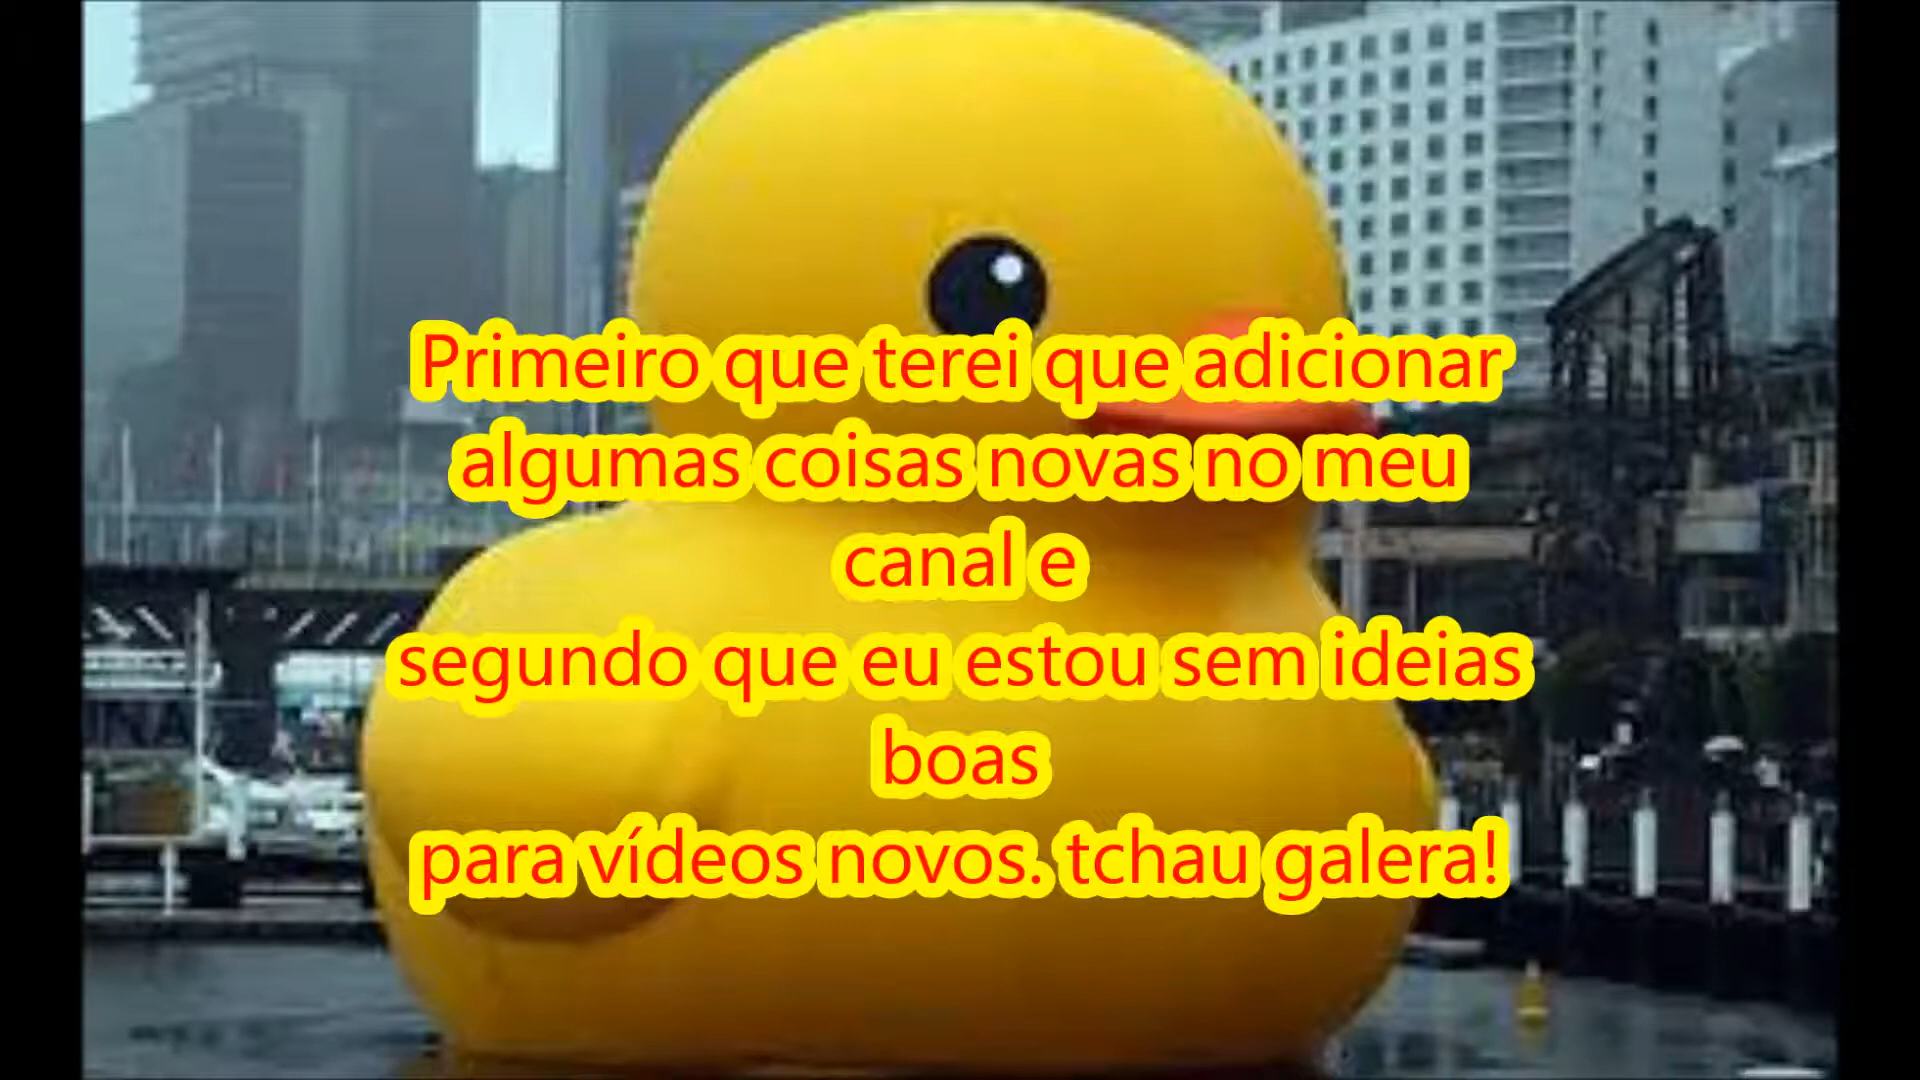 Primeiro que terei que adicionar
algumas coisas novas no meu
canal e
segundo que eu estou sem ideias
boas
para vídeos novos. tchau galera!